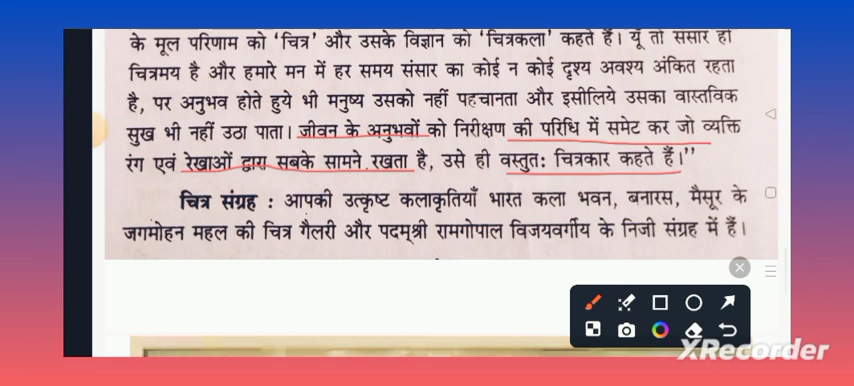 के मूल परिणाम को ‘चित्र’ और उसके विज्ञान को ‘चित्रकला’ कहते हैं। यूँ तो संसार ही
चित्रमय है और हमारे मन में हर समय संसार का कोई न कोई दृश्य अवश्य अंकित रहता
है, पर अनुभव होते हुये भी मनुष्य उसको नहीं पहचानता और इसीलिये उसका वास्तविक
सुख भी नहीं उठा पाता। जीवन के अनुभवों को निरीक्षण की परिधि में समेट कर जो व्यक्ति
रंग एवं रेखाओं द्वारा सबके सामने रखता है, उसे ही वस्तुतः चित्रकार कहते हैं।”
चित्र संग्रह : आपकी उत्कृष्ट कलाकृतियाँ भारत कला भवन, बनारस, मैसूर के
जगमोहन महल की चित्र गैलरी और पदम्श्री रामगोपाल विजयवर्गीय के निजी संग्रह में हैं।
XRecorder